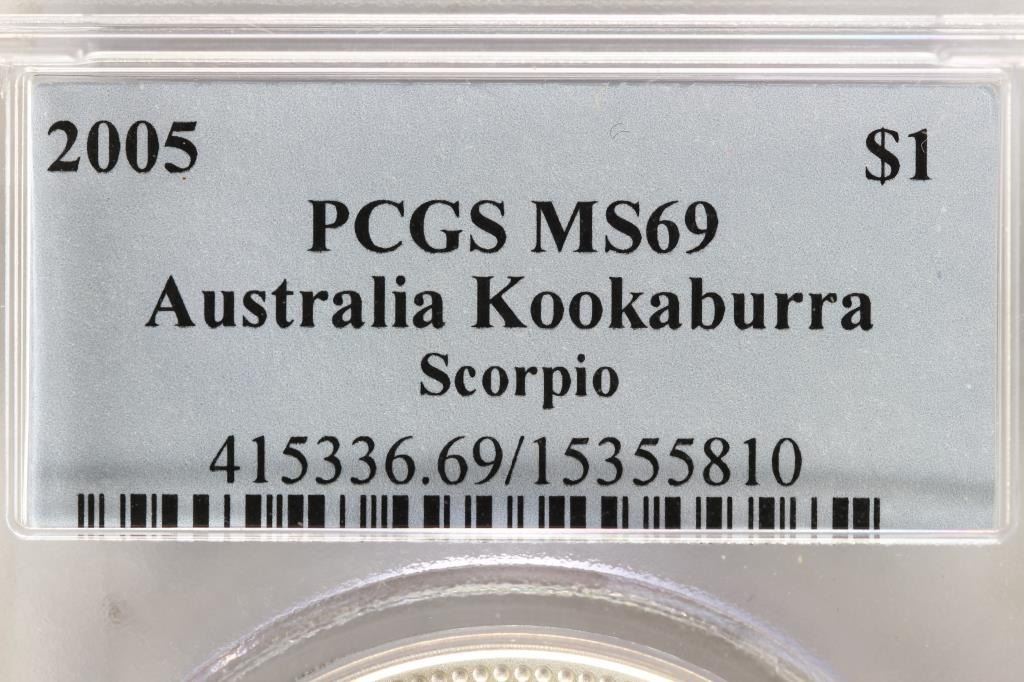 2005 $1
PCGS MS69
Australia Kookaburra
Scorpio
415336.69/15355810